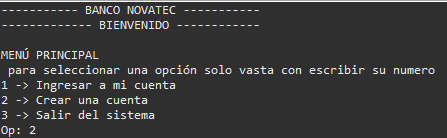 ----------- BANCO NOVATEC -----------
------------- BIENVENIDO ------------
MENÚ PRINCIPAL
para seleccionar una opción solo vasta con escribir su numero
1 -> Ingresar a mi cuenta
2 -> Crear una cuenta
3 -> Salir del sistema
Op: 2